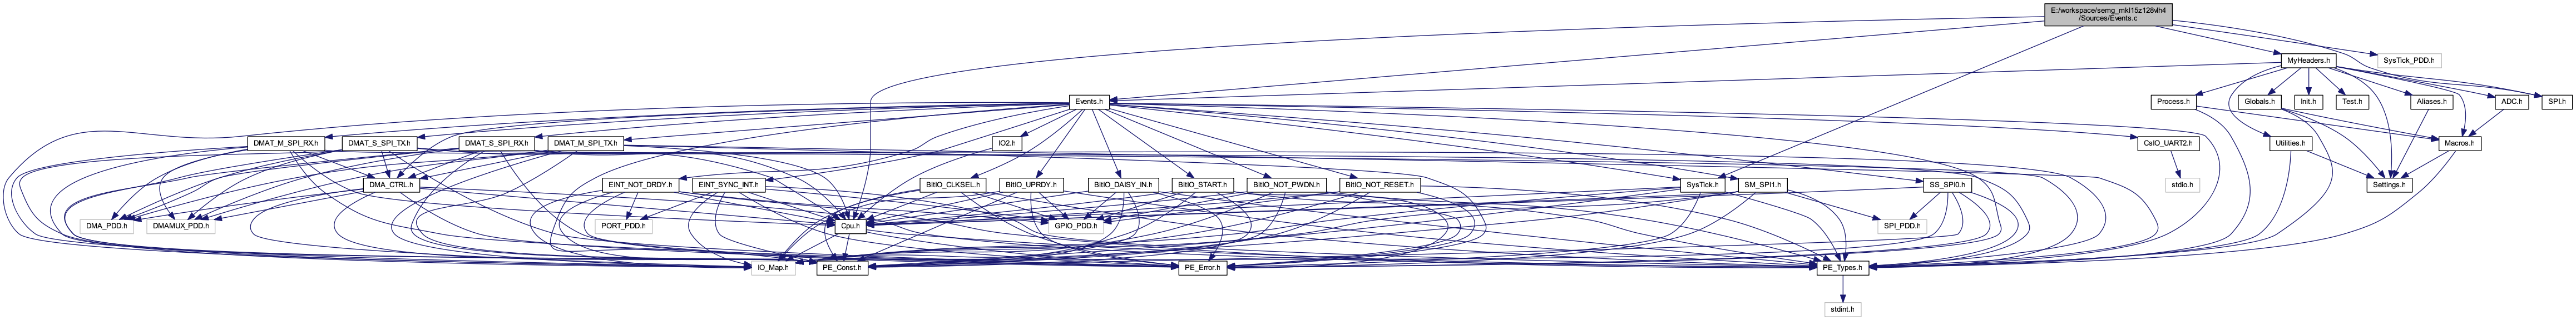 E:/workspace/semg_mkl15z128vlh4
/Sources/Events.c
MyHeaders.h
SysTick_PDD.h
Events.h
Process.h
Globals.h
Init.h
Test.h
Aliases.h
ADC.h
SPI.h
DMAT_M_SPI_RX.h
DMAT_S_SPI_TX.h
DMAT_S_SPI_RX.h
DMAT_M_SPI_TX.h
IO2.h
CsIO_UART2.h
Utilities.h
Macros.h
DMA_CTRL.h
EINT_NOT_DRDY.h
EINT_SYNC_INT.h
BitIO_CLKSEL.h
BitIO_UPRDY.h
BitIO_DAISY_IN.h
BitIO_START.h
BitIO_NOT_PWDN.h
BitIO_NOT_RESET.h
SysTick.h
SM_SPI1.h
SS_SPI0.h
stdio.h
Settings.h
DMA_PDD.h
DMAMUX_PDD.h
PORT_PDD.h
Cpu.h
GPIO_PDD.h
SPI_PDD.h
IO_Map.h
PE_Const.h
PE_Error.h
PE_Types.h
stdint.h